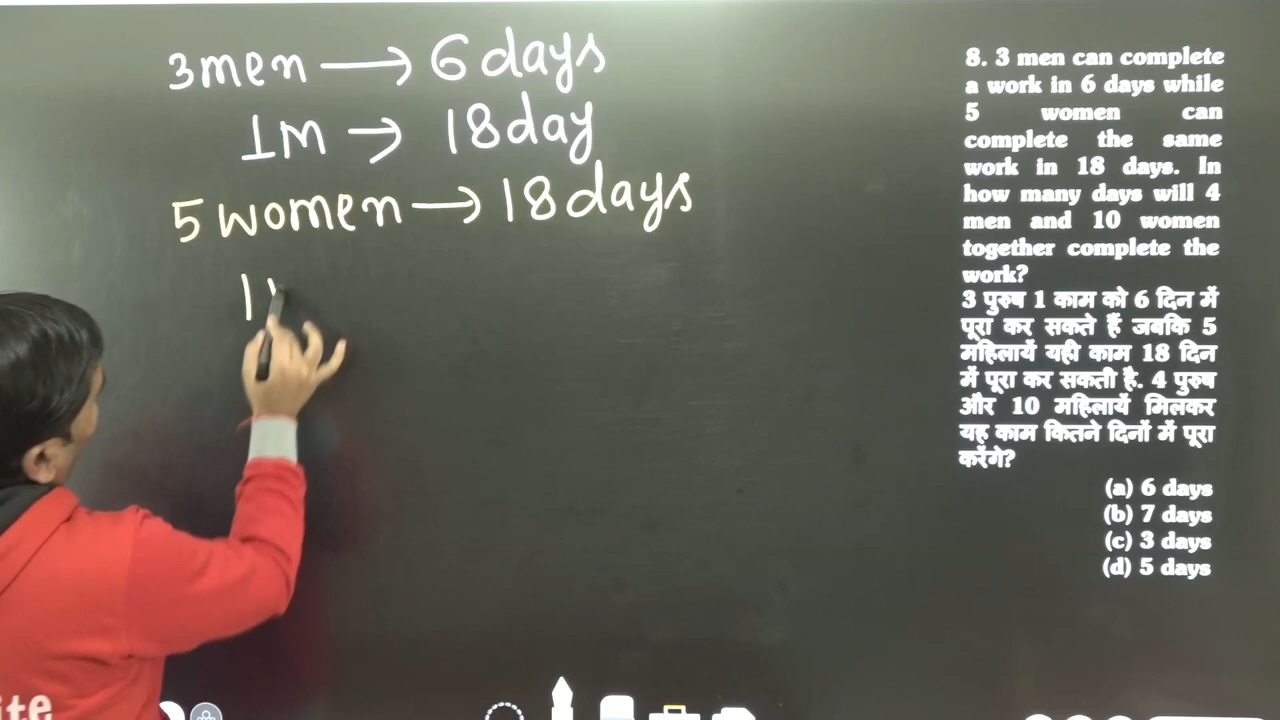 3men → 6days
1M → 18day
5women → 18days
1
8. 3 men can complete
a work in 6 days while
5 women can
complete the same
work in 18 days. In
how many days will 4
men and 10 women
together complete the
work?
3 पुरुष 1 काम को 6 दिन में
पूरा कर सकते हैं जबकि 5
महिलायें यही काम 18 दिन
में पूरा कर सकती है. 4 पुरुष
और 10 महिलायें मिलकर
यह काम कितने दिनों में पूरा
करेंगे?
(a) 6 days
(b) 7 days
(c) 3 days
(d) 5 days